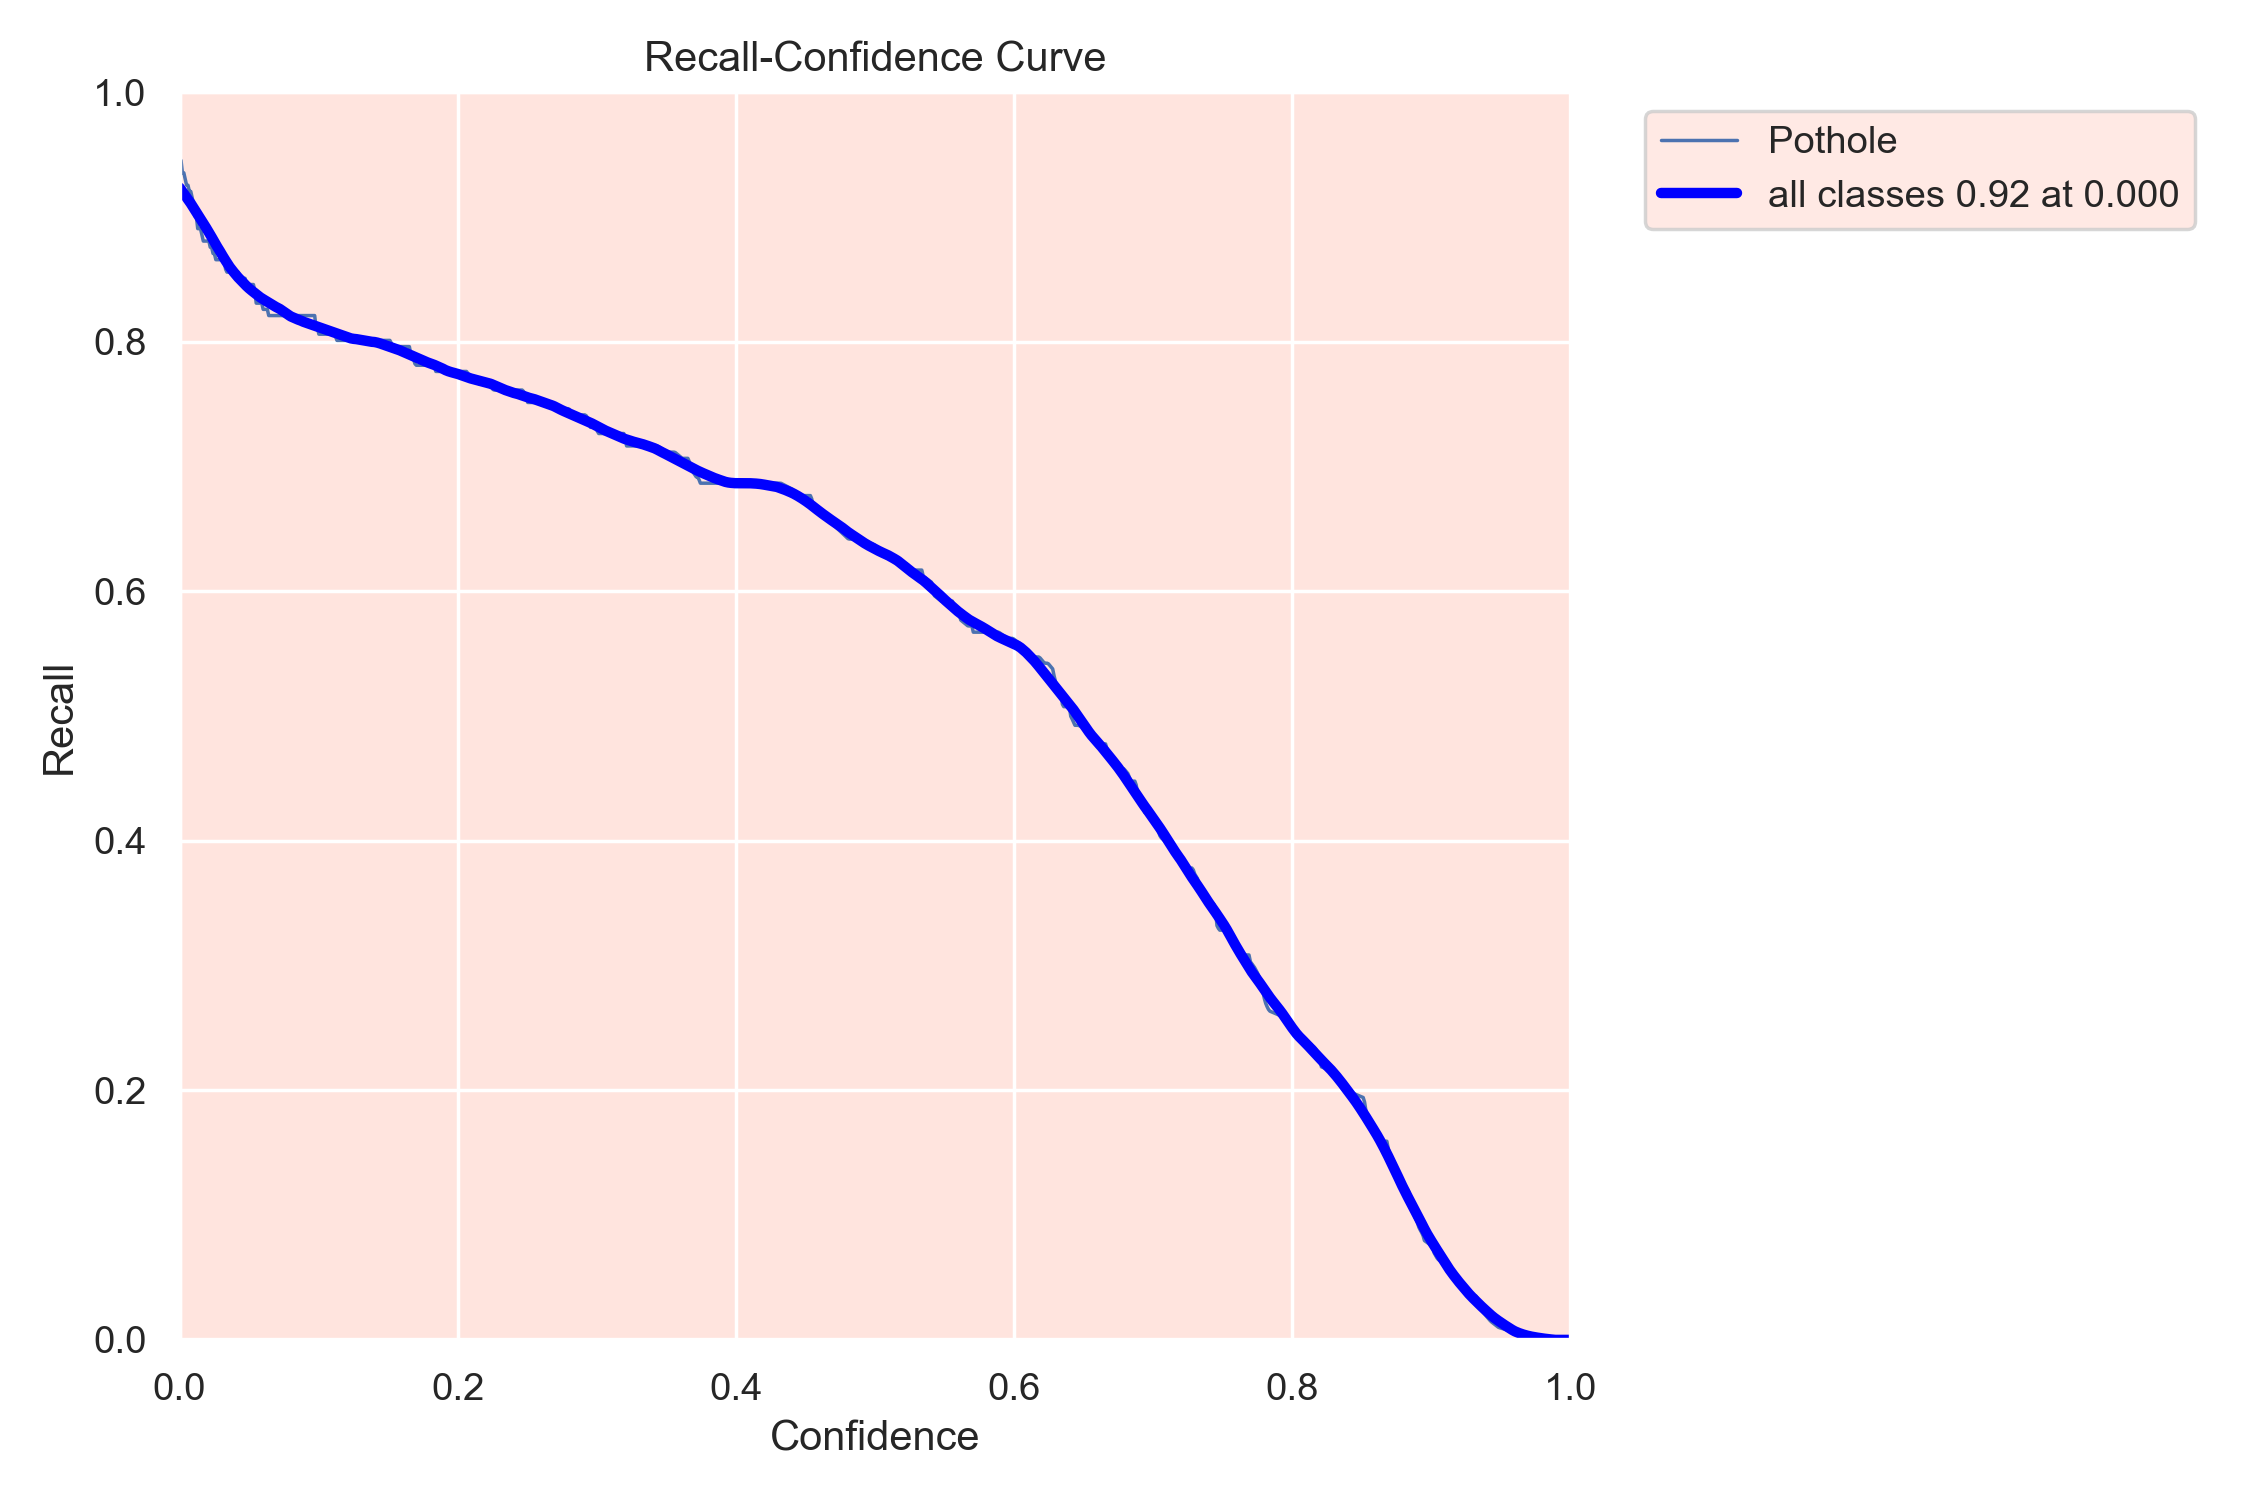 Recall-Confidence Curve
1.0
0.8
0.6
0.4
0.2
0.0
Recall
0.0 0.2 0.4 0.6 0.8 1.0
Confidence
Pothole
all classes 0.92 at 0.000